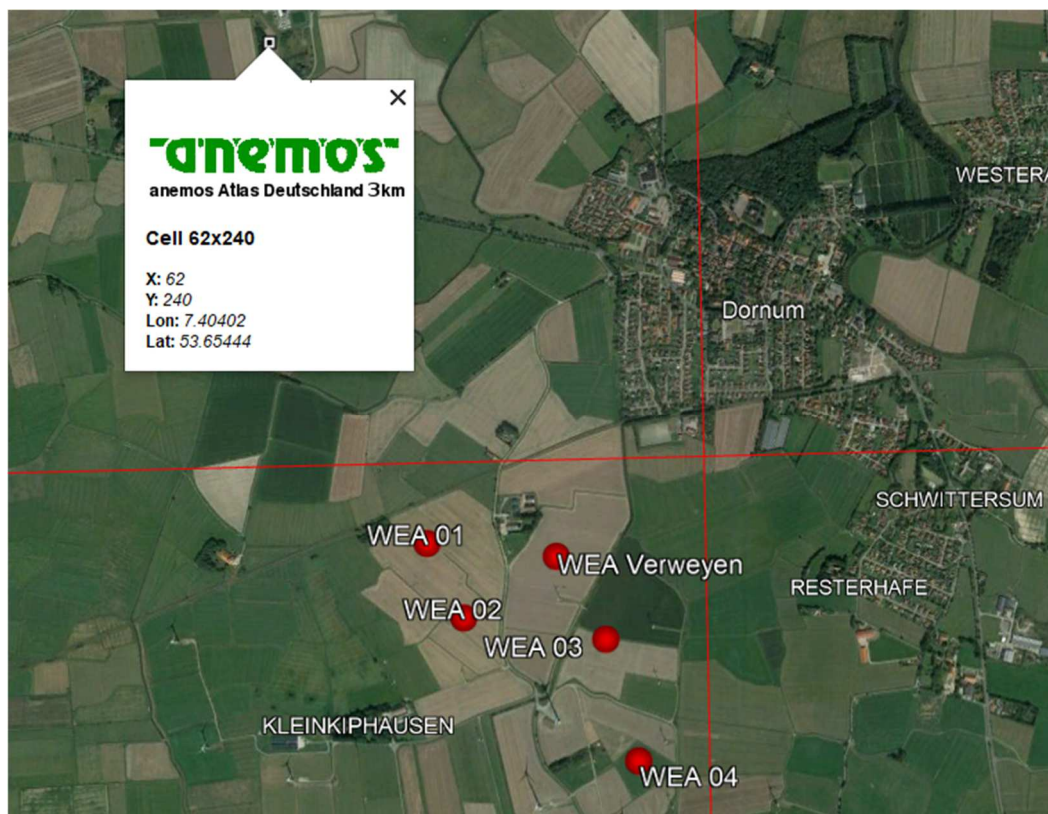 anemos
anemos Atlas Deutschland 3km
Cell 62x240
X: 62
Y: 240
Lon: 7.40402
Lat: 53.65444
Dornum
SCHWITTERSUM
WEA 01
WEA Verweyen
RESTERHAFE
WEA 02
WEA 03
KLEINKIPHAUSEN
WEA 04